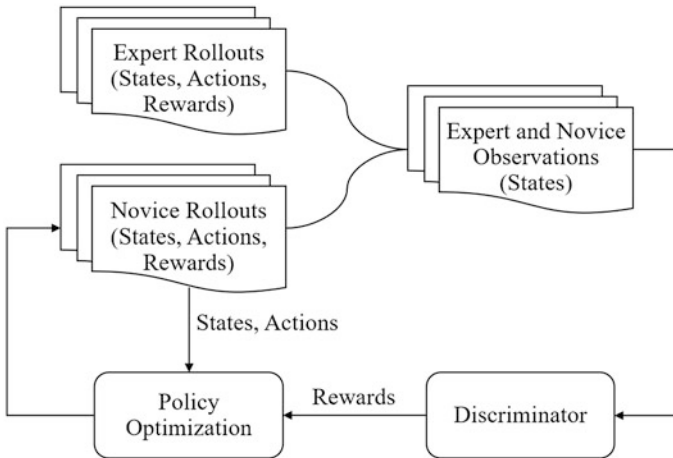 Expert Rollouts
(States, Actions,
Rewards)
Expert and Novice
Observations
(States)
Novice Rollouts
(States, Actions,
Rewards)
States, Actions
Policy
Optimization
Rewards
Discriminator